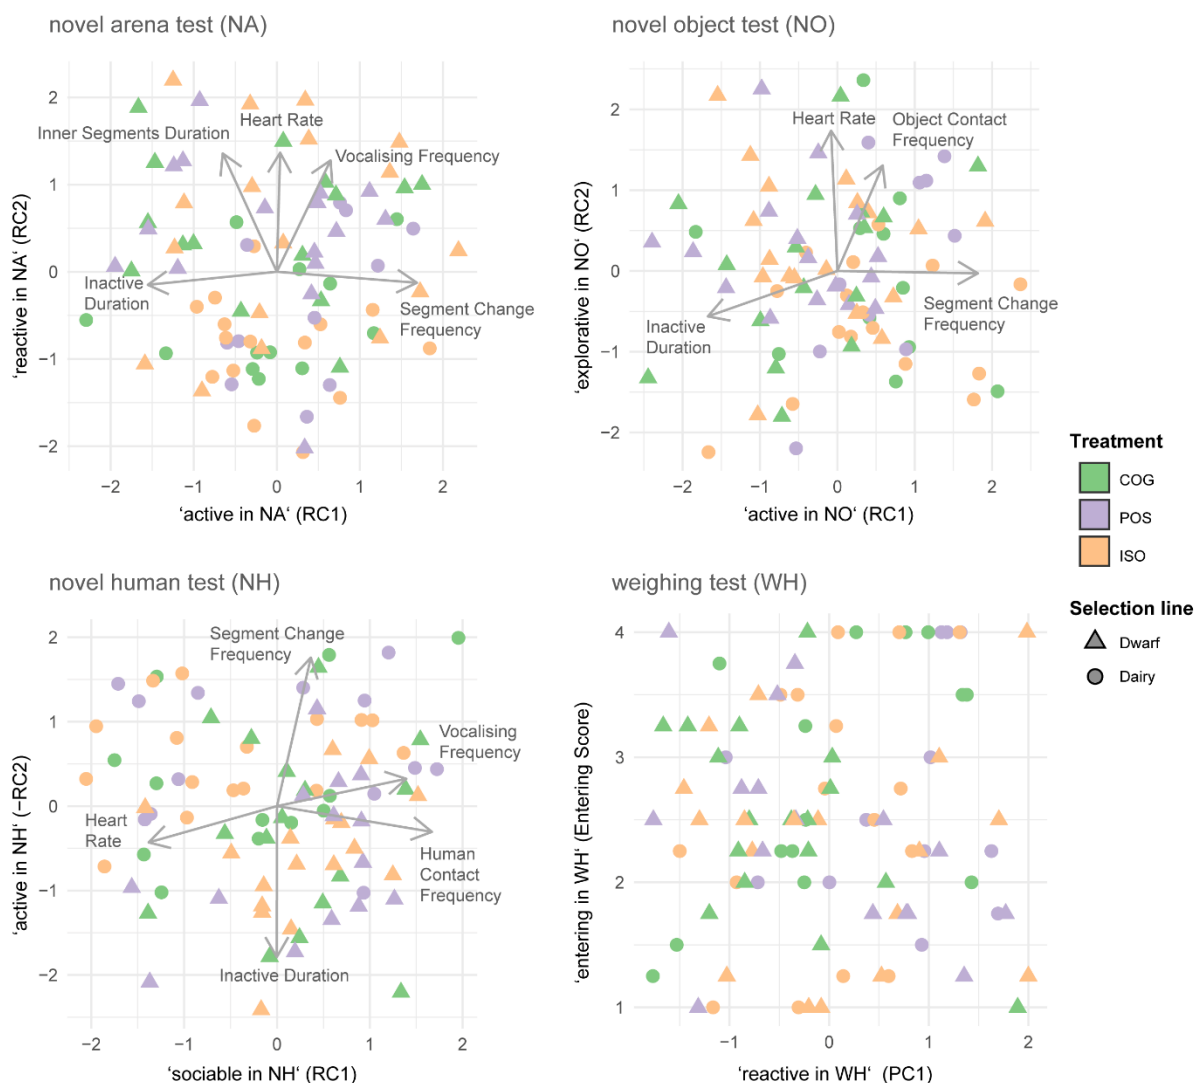 novel arena test (NA)
novel object test (NO)
‘reactive in NA‘ (RC2)
2
1
0
−1
−2
Inner Segments Duration
Heart Rate
Vocalising Frequency
Inactive
Duration
Segment Change
Frequency
−2
−1
0
1
2
‘active in NA‘ (RC1)
‘explorative in NO‘ (RC2)
2
1
0
−1
−2
Heart Rate
Object Contact
Frequency
Inactive
Duration
Segment Change
Frequency
−2
−1
0
1
2
‘active in NO‘ (RC1)
Treatment
COG
POS
ISO
Selection line
Dwarf
Dairy
novel human test (NH)
weighing test (WH)
‘active in NH‘ (−RC2)
2
1
0
−1
−2
Segment Change
Frequency
Vocalising
Frequency
Heart
Rate
Human
Contact
Frequency
Inactive Duration
−2
−1
0
1
2
‘sociable in NH‘ (RC1)
‘entering in WH‘ (Entering Score)
4
3
2
1
−1
0
1
2
‘reactive in WH‘ (PC1)